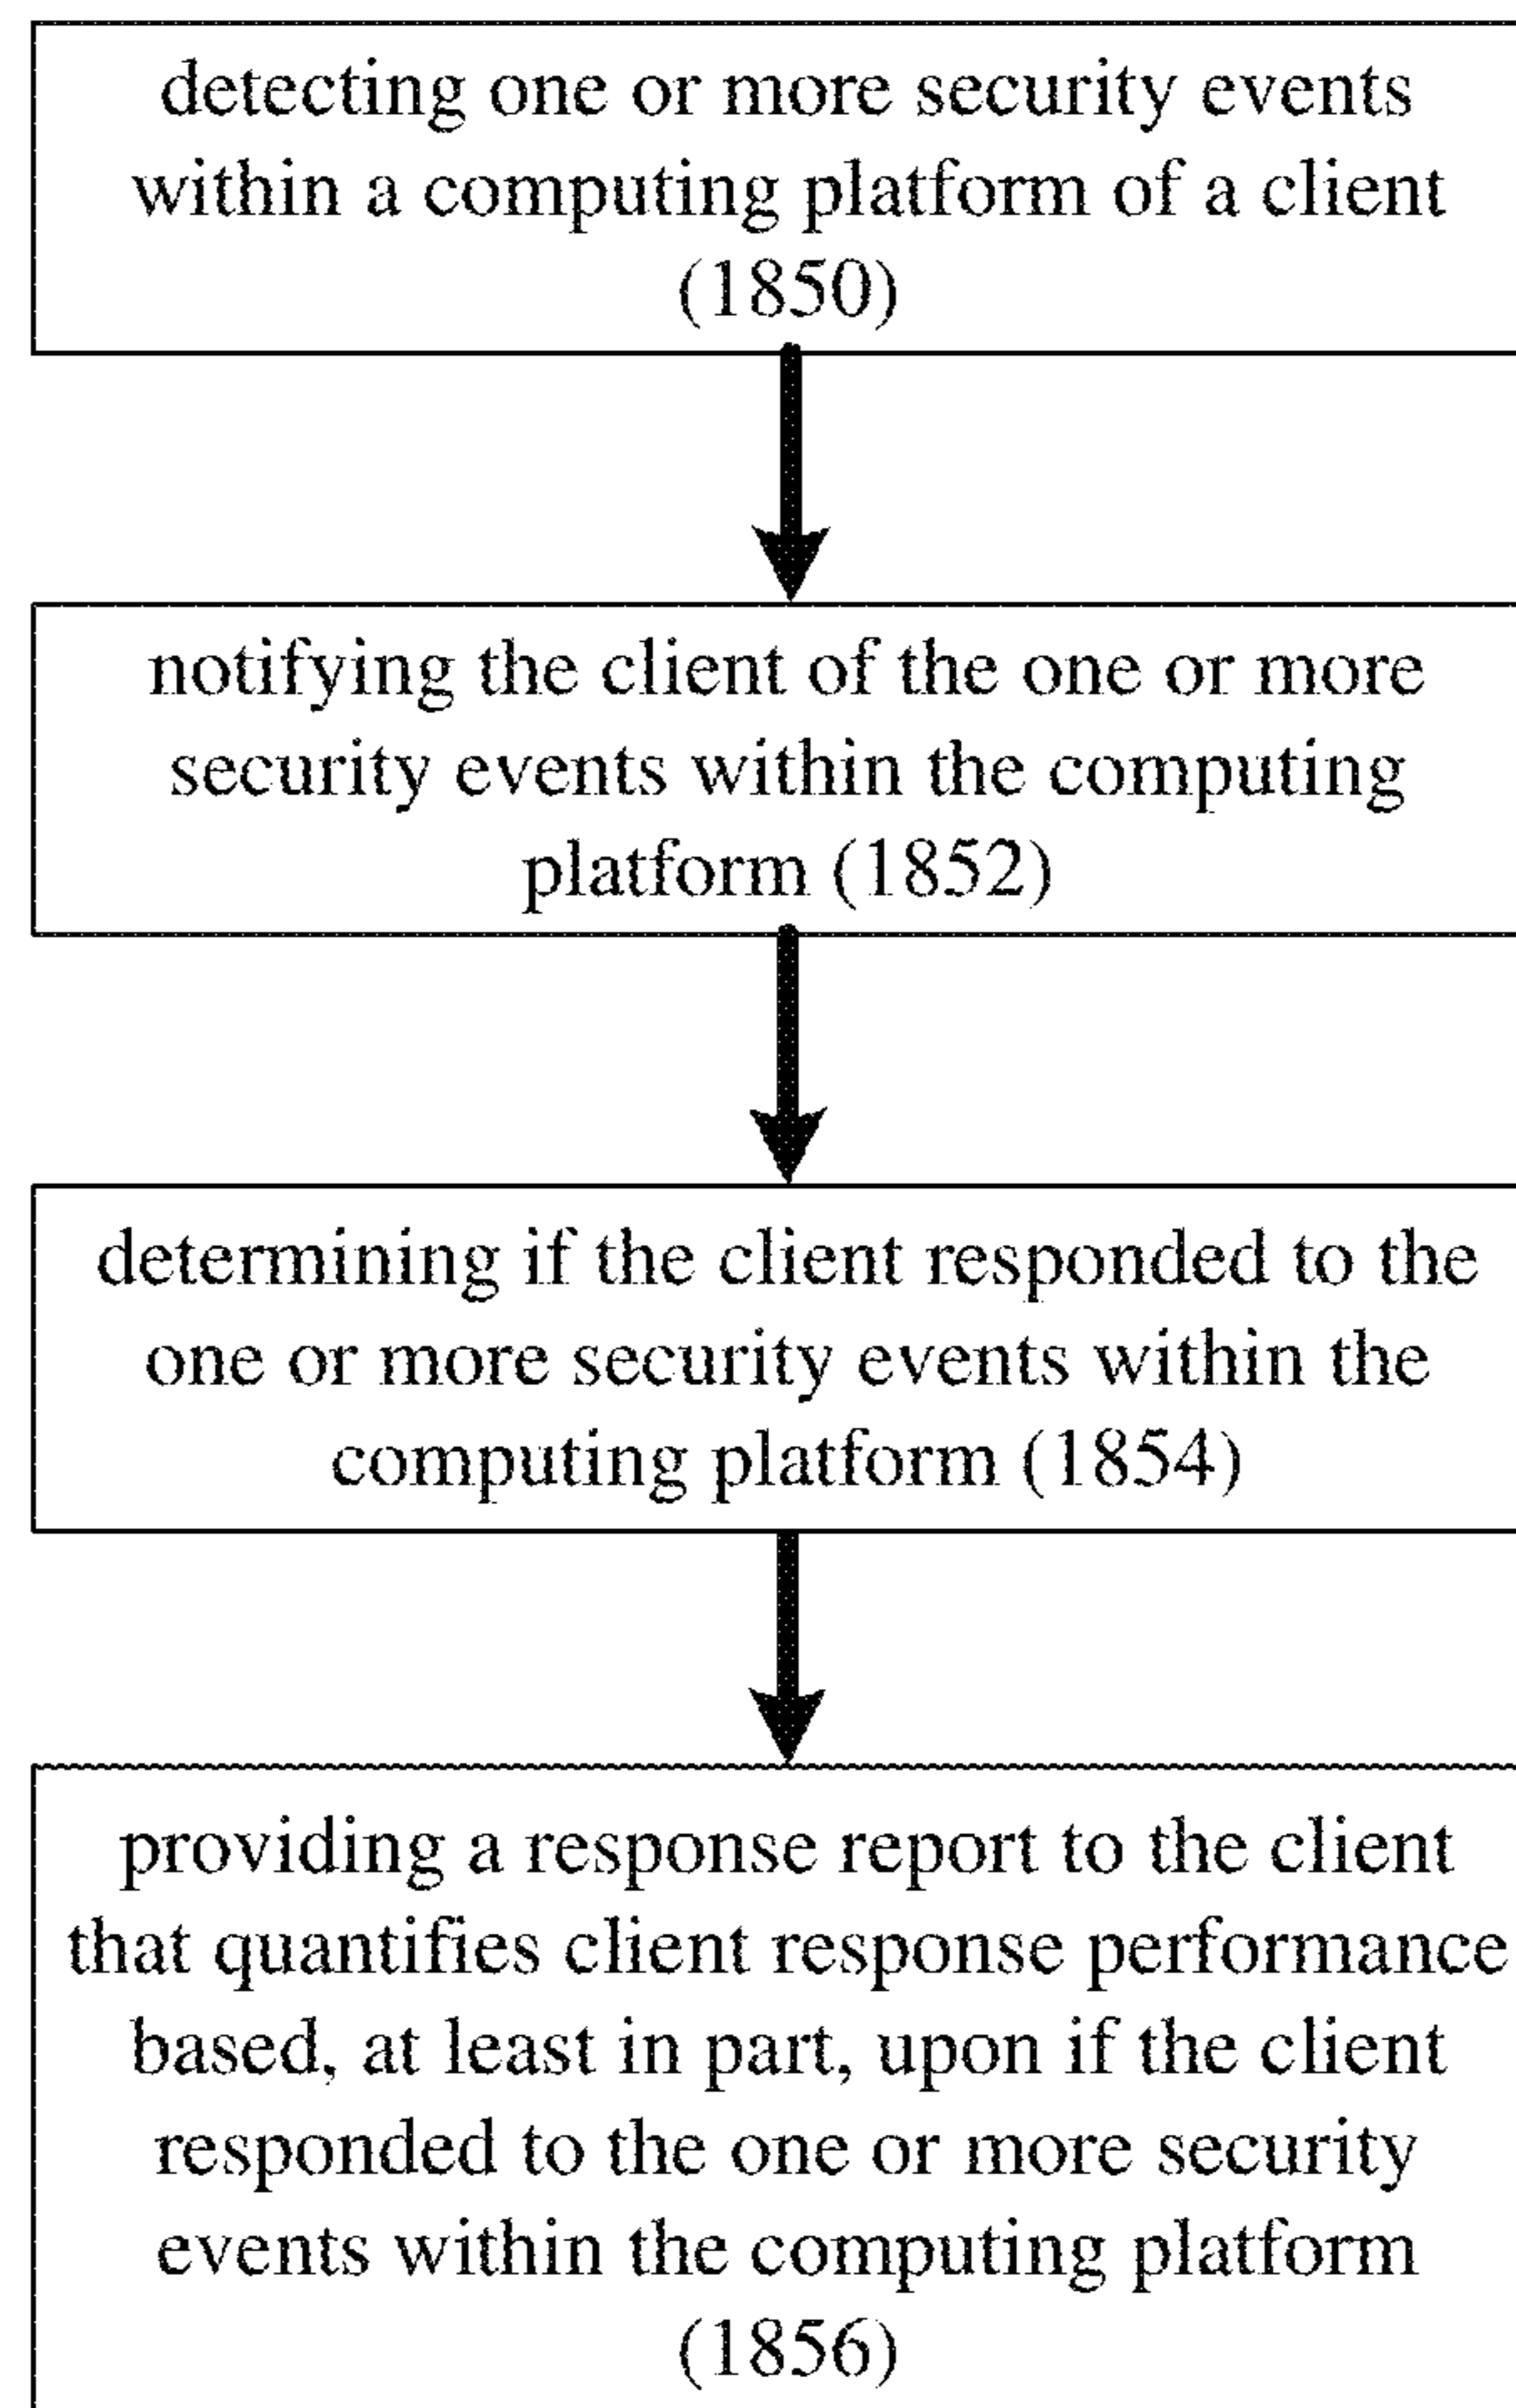 detecting one or more security events
within a computing platform of a client
(1850)
notifying the client of the one or more
security events within the computing
platform (1852)
determining if the client responded to the
one or more security events within the
computing platform (1854)
providing a response report to the client
that quantifies client response performance
based, at least in part, upon if the client
responded to the one or more security
events within the computing platform
(1856)